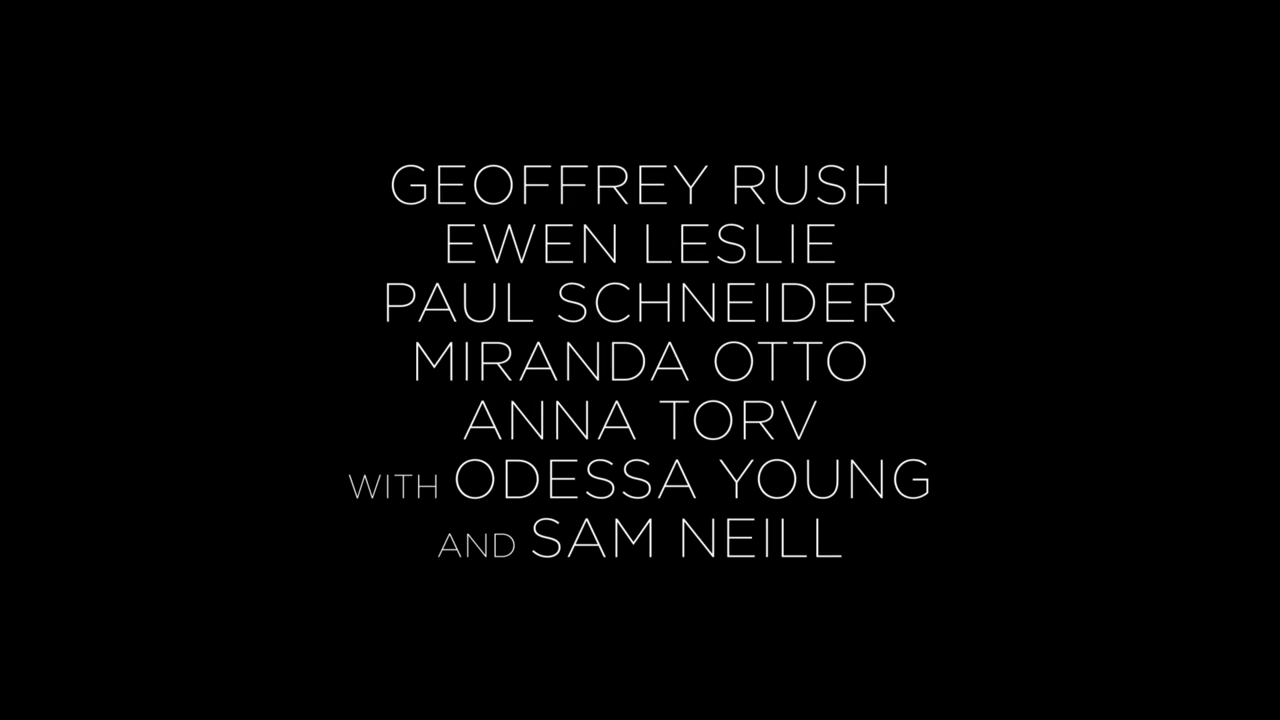 GEOFFREY RUSH
EWEN LESLIE
PAUL SCHNEIDER
MIRANDA OTTO
ANNA TORV
WITH ODESSA YOUNG
AND SAM NEILL